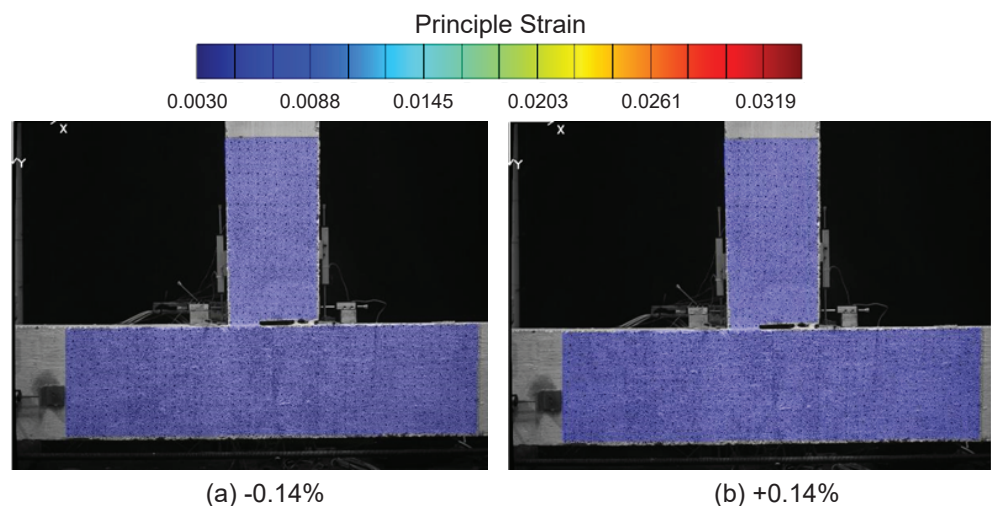 Principle Strain
0.0030 0.0088 0.0145 0.0203 0.0261 0.0319
X X
Y Y
(a) -0.14% (b) +0.14%